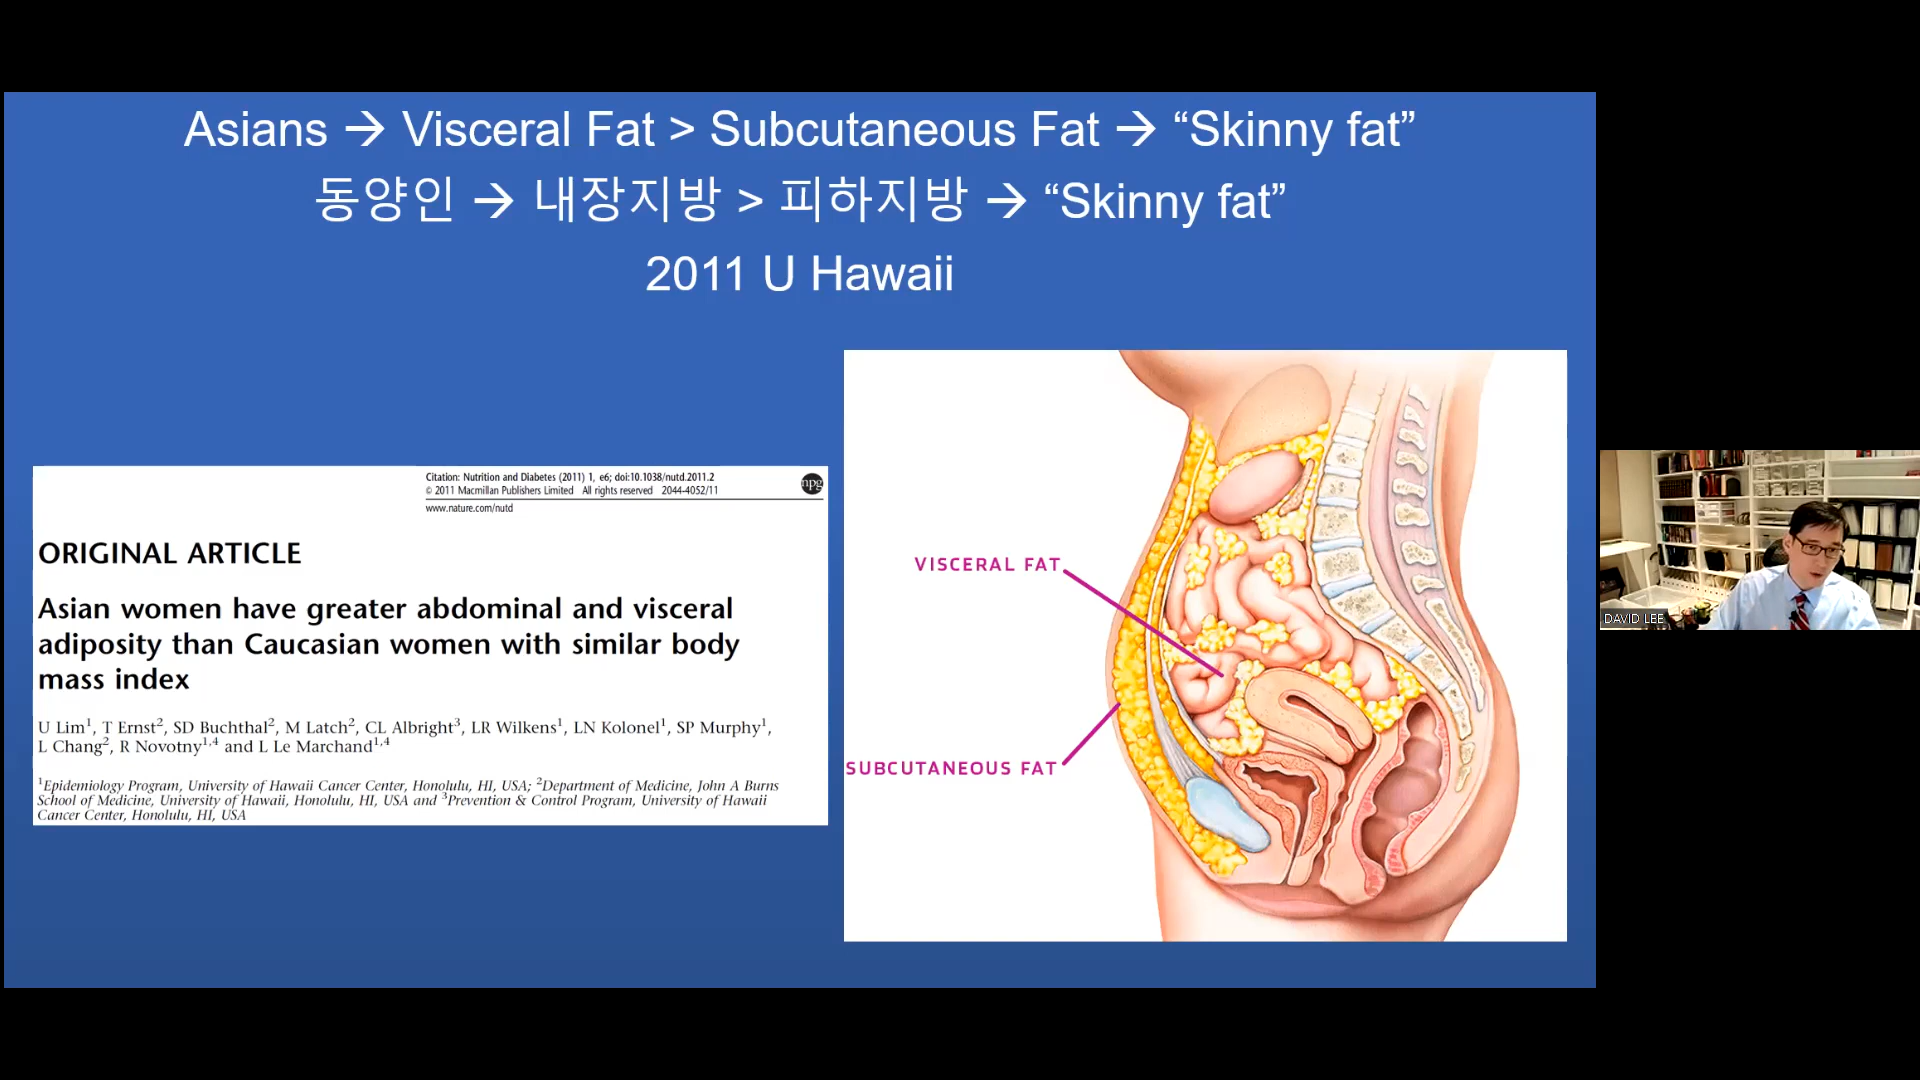 Asians → Visceral Fat > Subcutaneous Fat → “Skinny fat”
동양인 → 내장지방 > 피하지방 → “Skinny fat”
2011 U Hawaii
Citation: Nutrition and Diabetes (2011) 1, e6; doi:10.1038/nutd.2011.2
© 2011 Macmillan Publishers Limited All rights reserved 2044-4052/11
npg
www.nature.com/nutd
ORIGINAL ARTICLE
Asian women have greater abdominal and visceral
adiposity than Caucasian women with similar body
mass index
U Lim¹, T Ernst², SD Buchthal², M Latch², CL Albright³, LR Wilkens¹, LN Kolonel¹, SP Murphy¹,
L Chang², R Novotny¹,⁴ and L Le Marchand¹,⁴
¹Epidemiology Program, University of Hawaii Cancer Center, Honolulu, HI, USA; ²Department of Medicine, John A Burns
School of Medicine, University of Hawaii, Honolulu, HI, USA and ³Prevention & Control Program, University of Hawaii
Cancer Center, Honolulu, HI, USA
VISCERAL FAT
SUBCUTANEOUS FAT
DAVID LEE